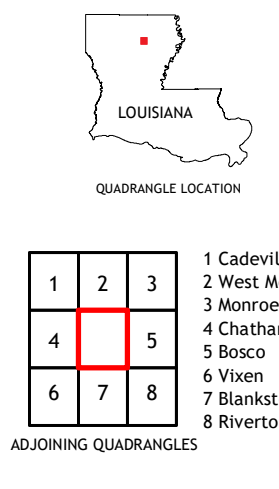 LOUISIANA
QUADRANGLE LOCATION
1 2 3
4 5
6 7 8
1 Cadevil
2 West M
3 Monroe
4 Chatha
5 Bosco
6 Vixen
7 Blankst
8 Riverto
ADJOINING QUADRANGLES